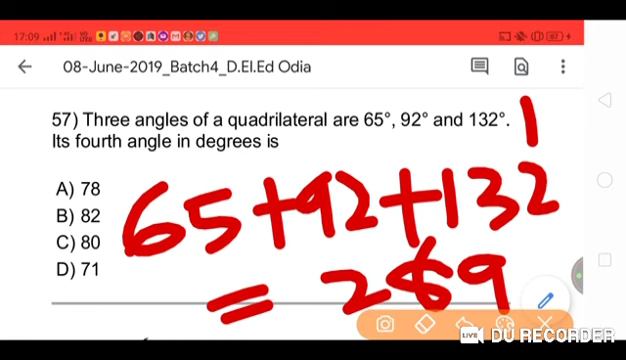 17:09
08-June-2019_Batch4_D.El.Ed Odia
57) Three angles of a quadrilateral are 65°, 92° and 132°.
Its fourth angle in degrees is
A) 78
B) 82
C) 80
D) 71
1
65+92+132
= 289
LIVE DU RECORDER